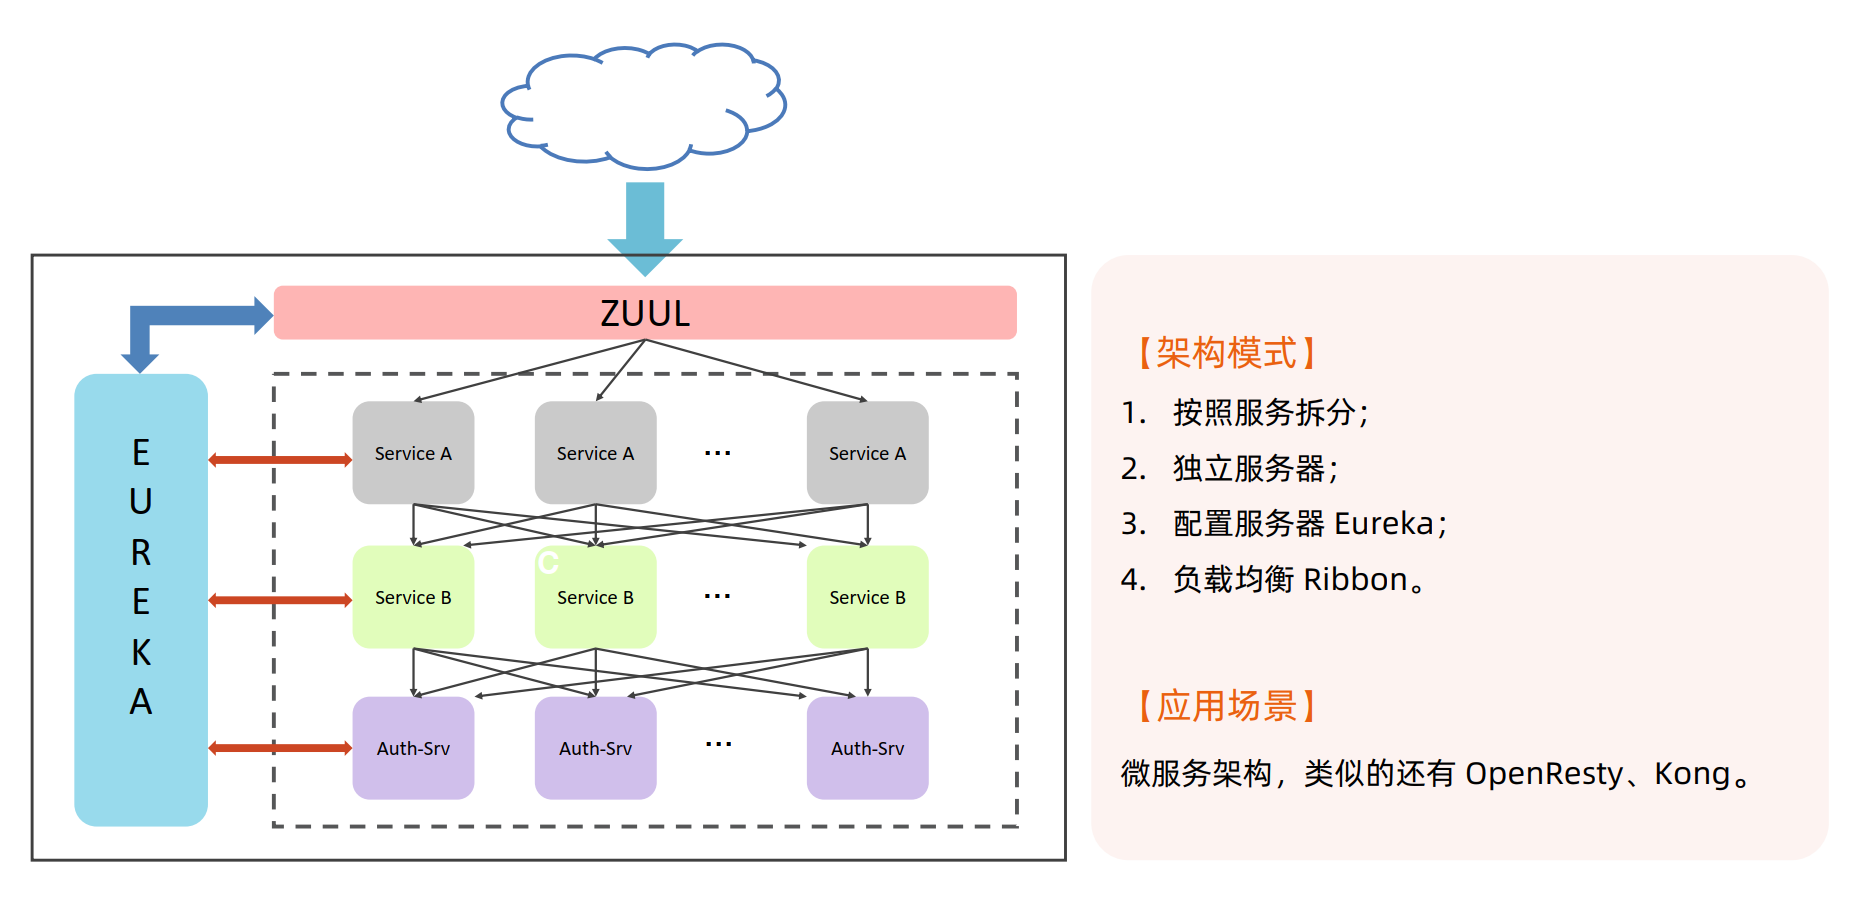 ZUUL
E
U
R
E
K
A
Service A
Service A
...
Service A
C
Service B
Service B
...
Service B
Auth-Srv
Auth-Srv
...
Auth-Srv
【架构模式】
1. 按照服务拆分；
2. 独立服务器；
3. 配置服务器 Eureka；
4. 负载均衡 Ribbon。
【应用场景】
微服务架构，类似的还有 OpenResty、Kong。